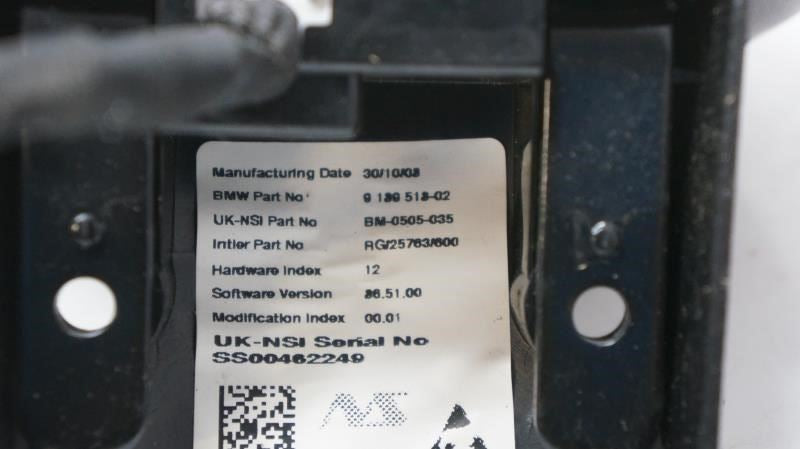 Manufacturing Date 30/10/08
BMW Part No 9 139 513-02
UK-NSI Part No BM-0505-035
Intier Part No RG/25763/600
Hardware Index 12
Software Version 36.51.00
Modification Index 00.01
UK-NSI Serial No
SS00462249